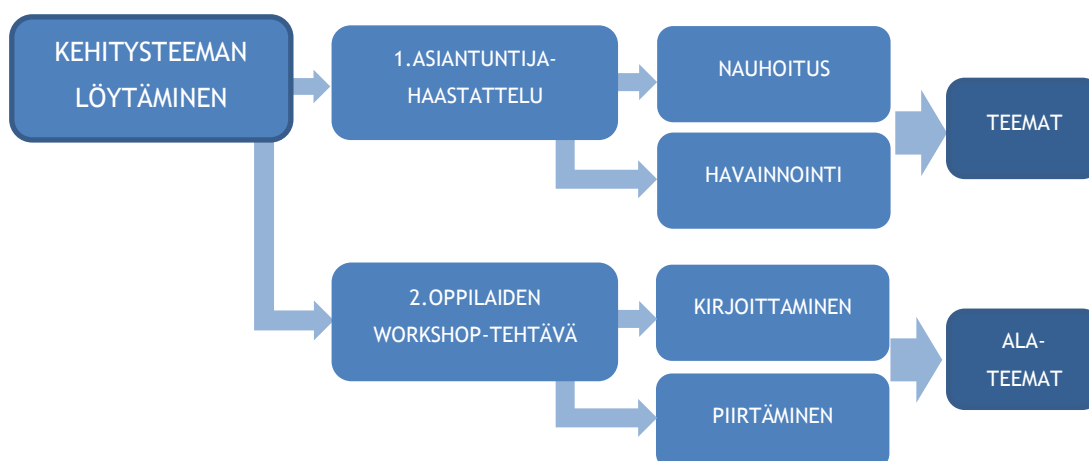 KEHITYSTEEMAN
LÖYTÄMINEN
1.ASIANTUNTIJA-
HAASTATTELU
NAUHOITUS
HAVAINNOINTI
TEEMAT
2.OPPILAIDEN
WORKSHOP-TEHTÄVÄ
KIRJOITTAMINEN
PIIRTÄMINEN
ALA-
TEEMAT